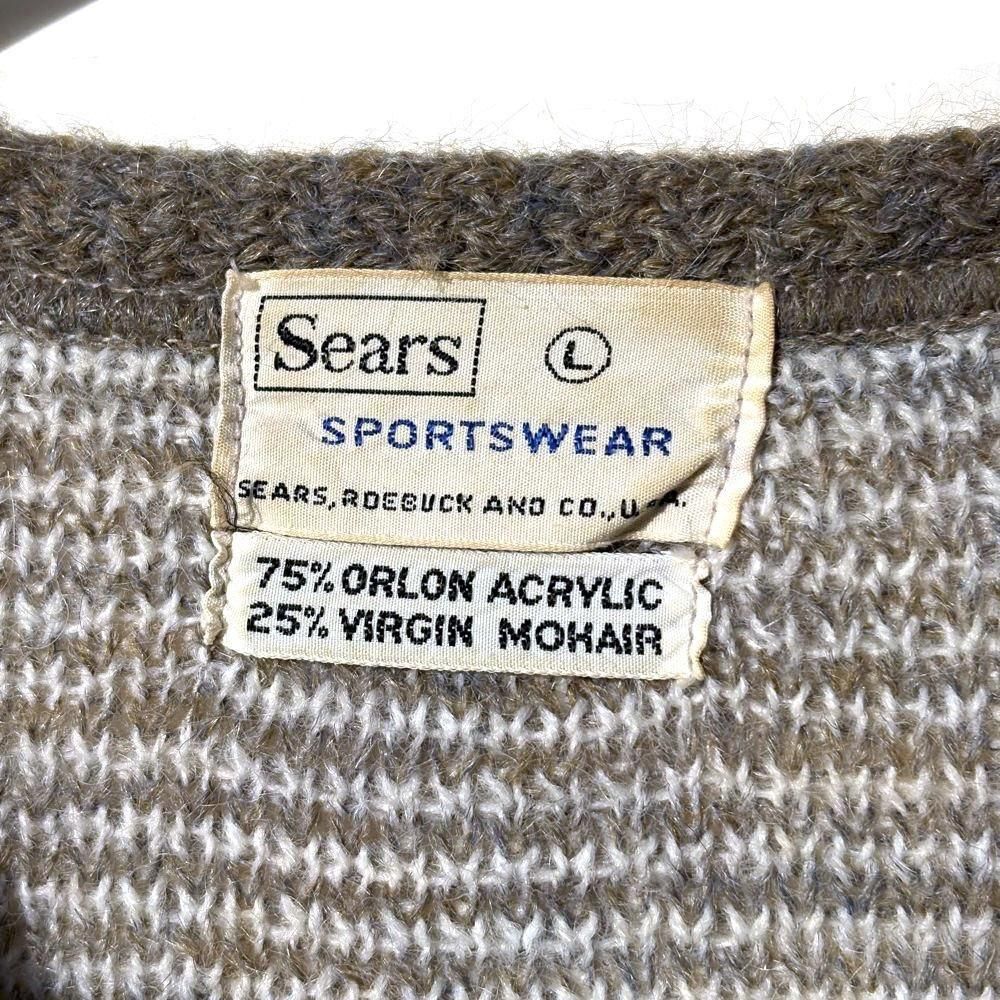 Sears L
SPORTSWEAR
SEARS, ROEBUCK AND CO.,
75% ORLON ACRYLIC
25% VIRGIN MOHAIR